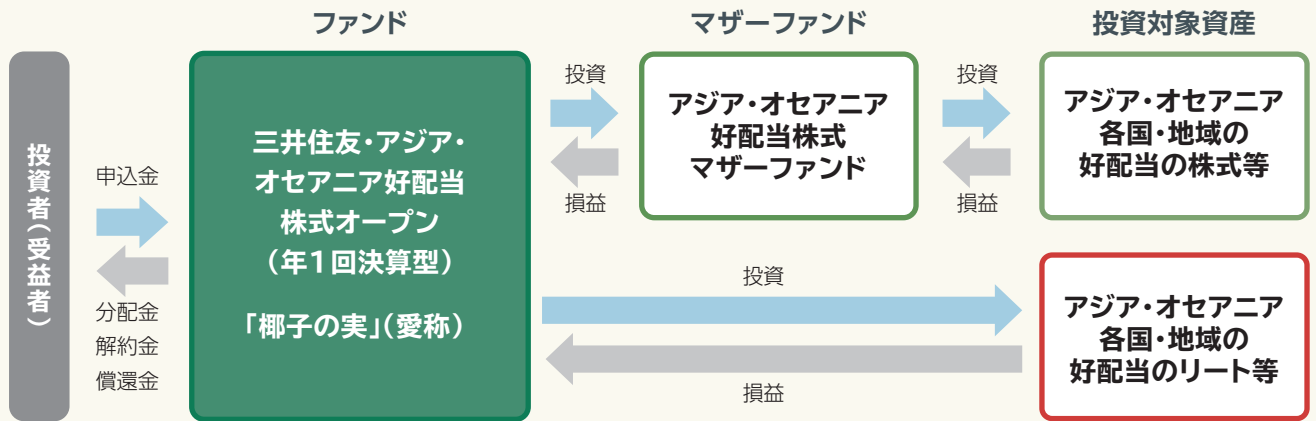 ファンド
マザーファンド
投資対象資産
投資者(受益者)
申込金
分配金
解約金
償還金
三井住友・アジア・
オセアニア好配当
株式オープン
(年1回決算型)
「椰子の実」(愛称)
投資
損益
アジア・オセアニア
好配当株式
マザーファンド
投資
損益
アジア・オセアニア
各国・地域の
好配当の株式等
投資
損益
アジア・オセアニア
各国・地域の
好配当のリート等